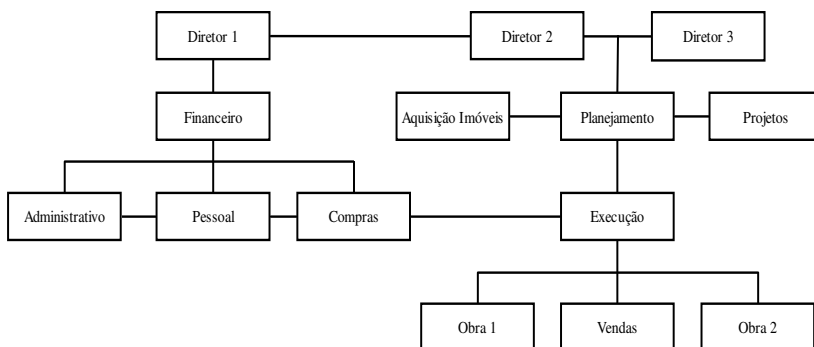 Diretor 1
Diretor 2
Diretor 3
Financeiro
Aquisição Imóveis
Planejamento
Projetos
Administrativo
Pessoal
Compras
Execução
Obra 1
Vendas
Obra 2